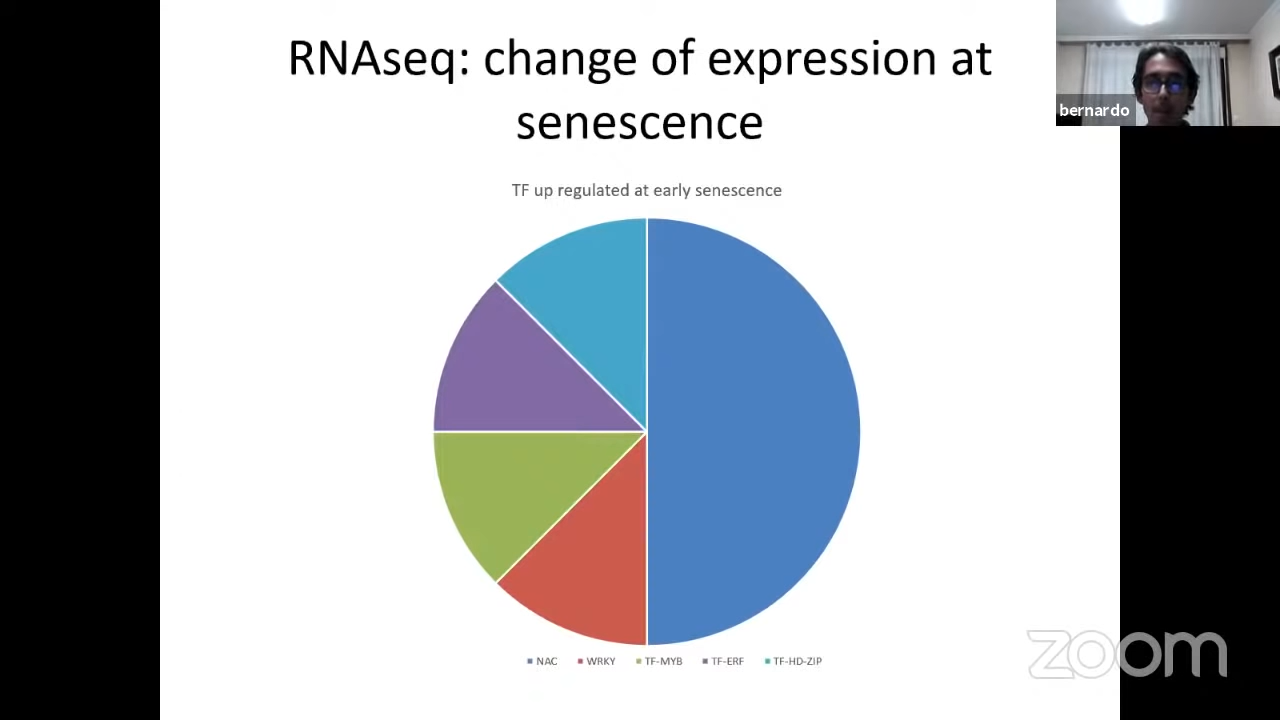 RNAseq: change of expression at
senescence
bernardo
TF up regulated at early senescence
NAC WRKY TF-MYB TF-ERF TF-HD-ZIP
zoom